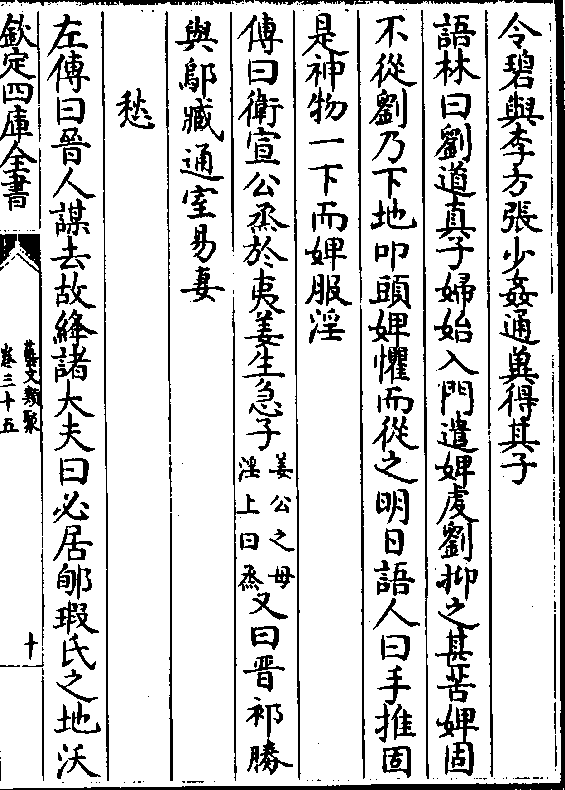 令碧與李方張少姦通冀得其子
語林曰劉道真子婦始入門遣婢虔劉抑之甚苦婢固
不從劉乃下地叩頭婢懼而從之明日語人曰手推固
是神物一下而婢服淫
傳曰衛宣公烝於夷姜生急子姜公之母淫上曰烝又曰晋祁勝
與鄔臧通室易妻
愁
左傳曰晉人謀去故絳諸大夫曰必居郇瑕氏之地沃
欽定四庫全書
藝文類聚
卷三十五
十